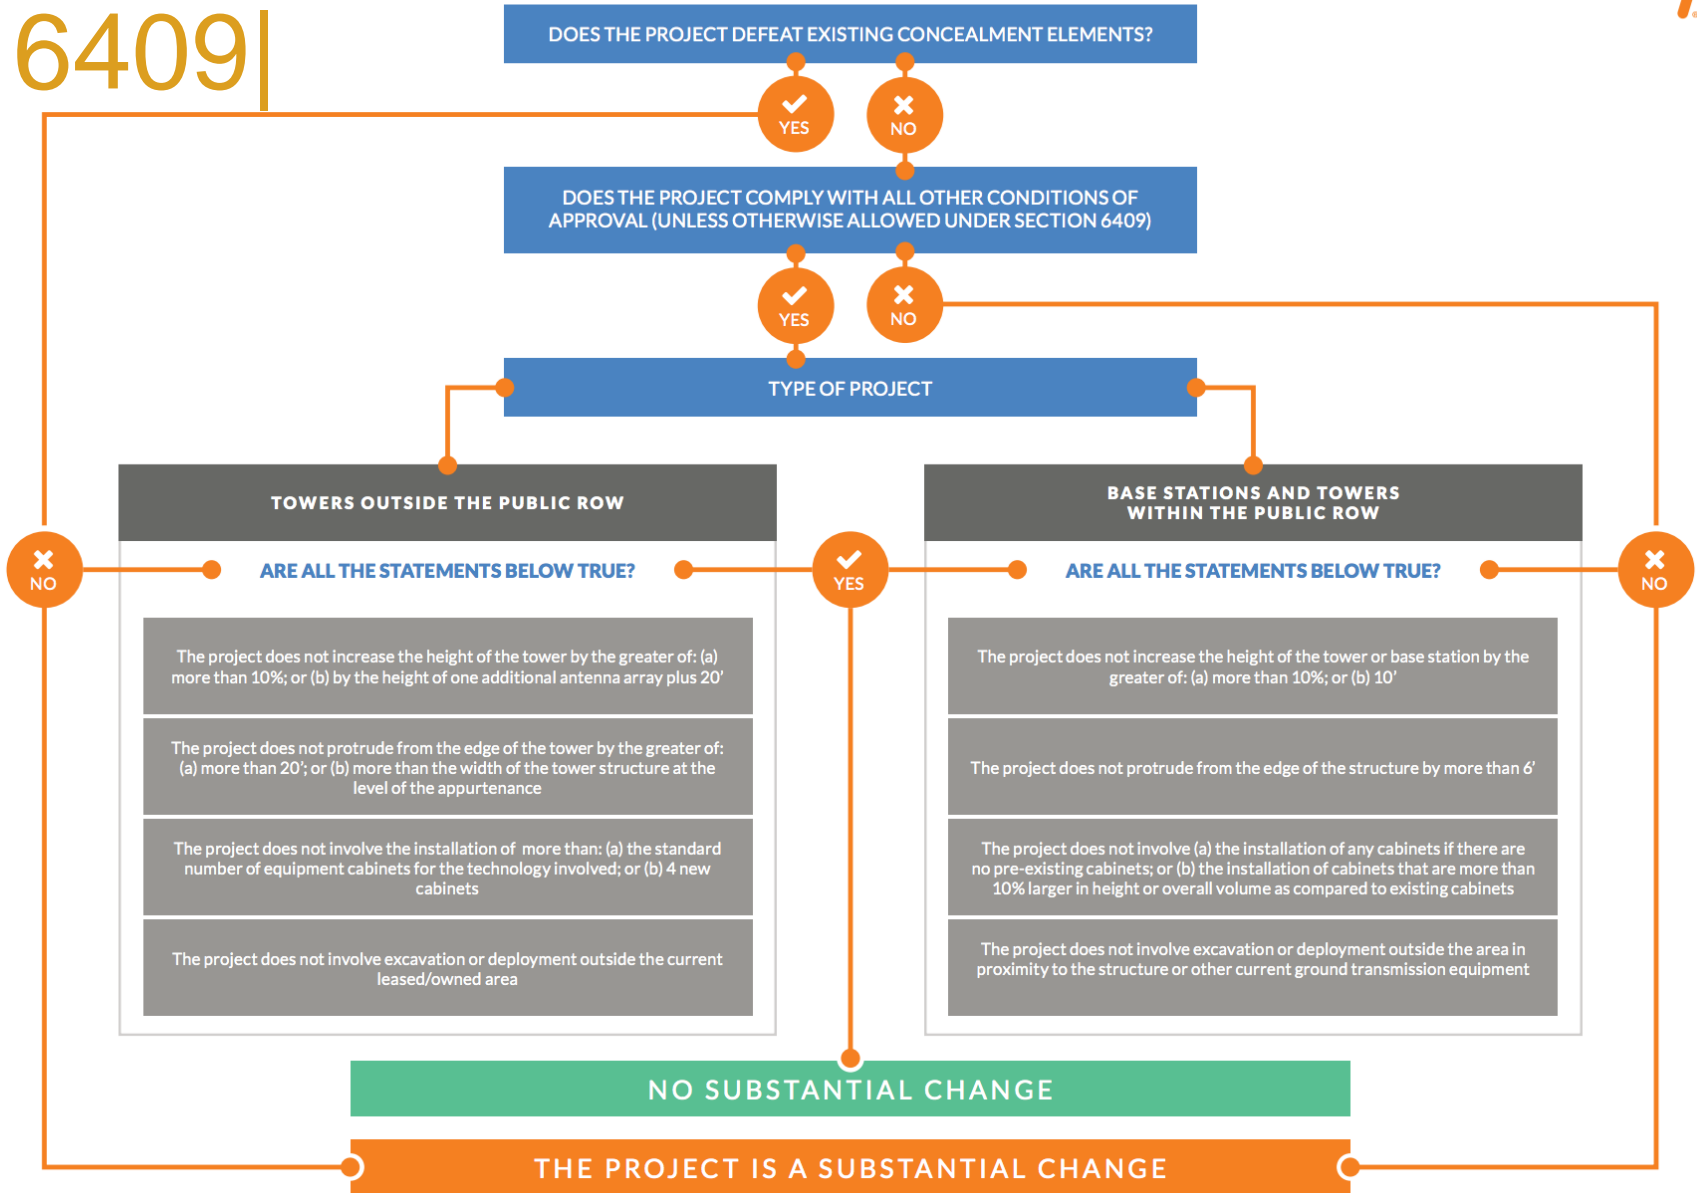 6409
DOES THE PROJECT DEFEAT EXISTING CONCEALMENT ELEMENTS?
YES
NO
DOES THE PROJECT COMPLY WITH ALL OTHER CONDITIONS OF
APPROVAL (UNLESS OTHERWISE ALLOWED UNDER SECTION 6409)
YES
NO
TYPE OF PROJECT
TOWERS OUTSIDE THE PUBLIC ROW
BASE STATIONS AND TOWERS
WITHIN THE PUBLIC ROW
NO
ARE ALL THE STATEMENTS BELOW TRUE?
YES
ARE ALL THE STATEMENTS BELOW TRUE?
NO
The project does not increase the height of the tower by the greater of: (a)
more than 10%; or (b) by the height of one additional antenna array plus 20'
The project does not protrude from the edge of the tower by the greater of:
(a) more than 20'; or (b) more than the width of the tower structure at the
level of the appurtenance
The project does not involve the installation of more than: (a) the standard
number of equipment cabinets for the technology involved; or (b) 4 new
cabinets
The project does not involve excavation or deployment outside the current
leased/owned area
The project does not increase the height of the tower or base station by the
greater of: (a) more than 10%; or (b) 10'
The project does not protrude from the edge of the structure by more than 6'
The project does not involve (a) the installation of any cabinets if there are
no pre-existing cabinets; or (b) the installation of cabinets that are more than
10% larger in height or overall volume as compared to existing cabinets
The project does not involve excavation or deployment outside the area in
proximity to the structure or other current ground transmission equipment
NO SUBSTANTIAL CHANGE
THE PROJECT IS A SUBSTANTIAL CHANGE